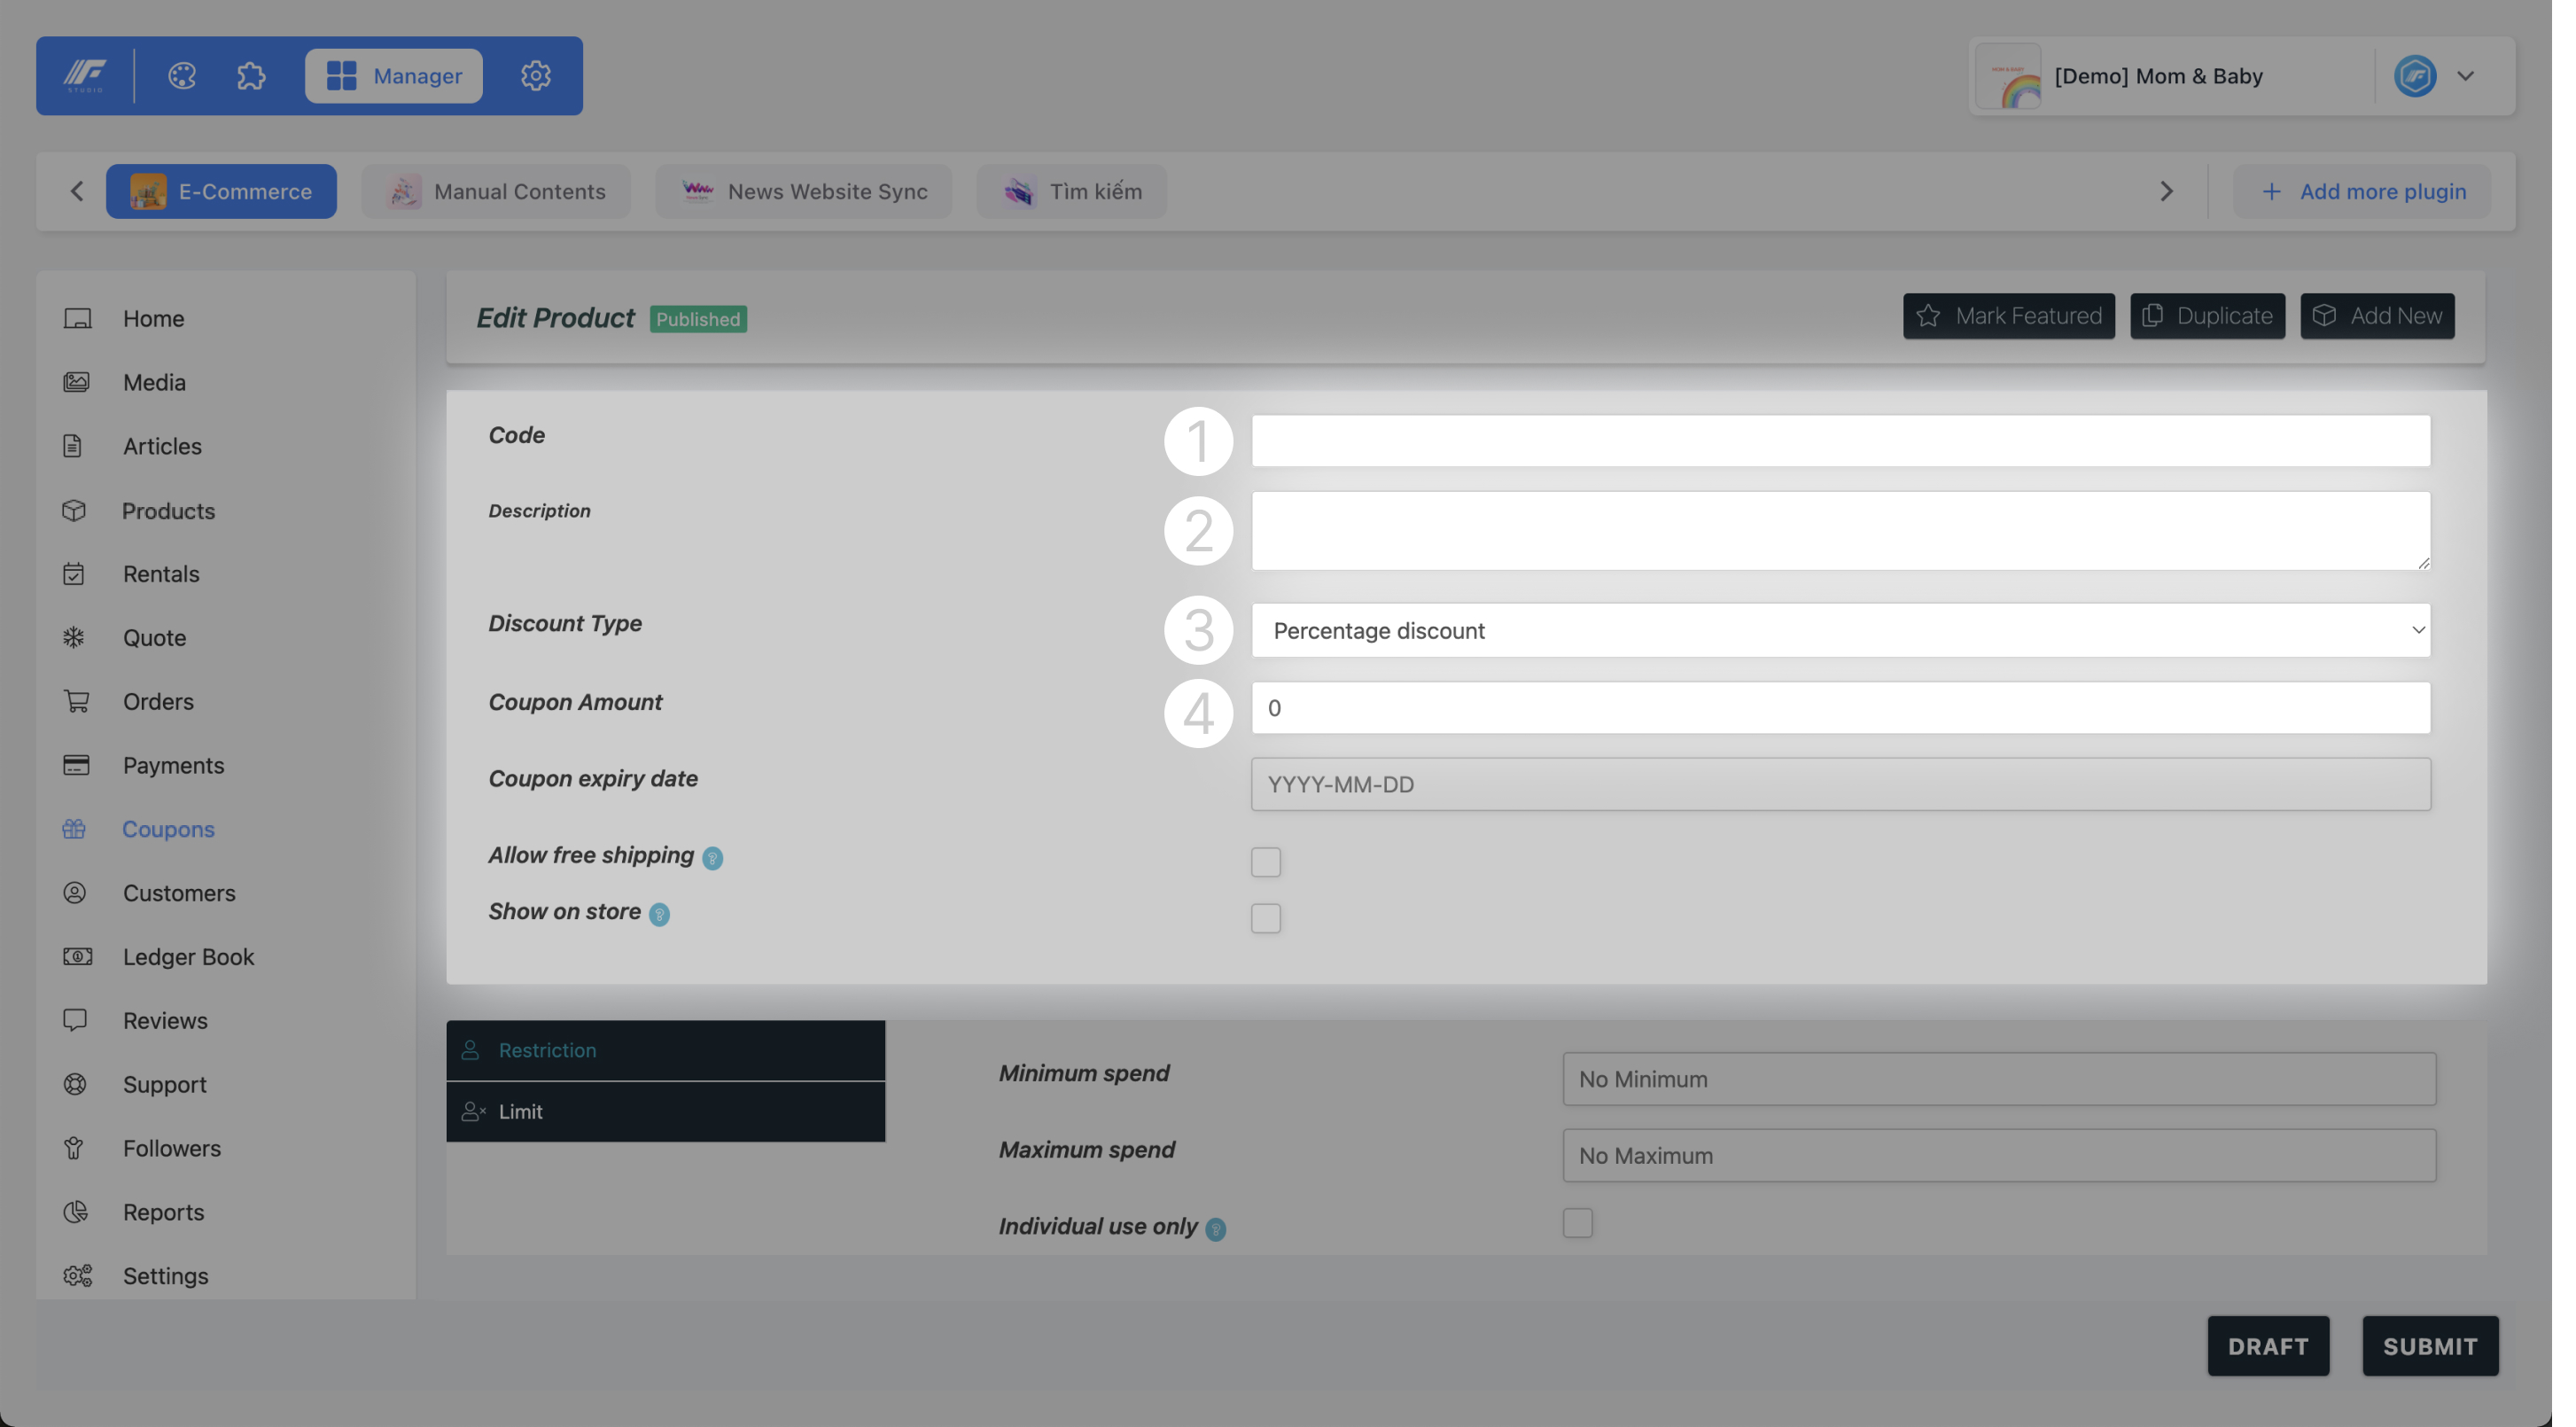 STUDIO
Manager
MOM & BABY
[Demo] Mom & Baby
E-Commerce
Manual Contents
News Website Sync
Tìm kiếm
+ Add more plugin
Home
Media
Articles
Products
Rentals
Quote
Orders
Payments
Coupons
Customers
Ledger Book
Reviews
Support
Followers
Reports
Settings
Edit Product Published
Mark Featured
Duplicate
Add New
Code
1
Description
2
Discount Type
3
Percentage discount
Coupon Amount
4
0
Coupon expiry date
YYYY-MM-DD
Allow free shipping ?
Show on store ?
Restriction
Limit
Minimum spend
No Minimum
Maximum spend
No Maximum
Individual use only ?
DRAFT
SUBMIT